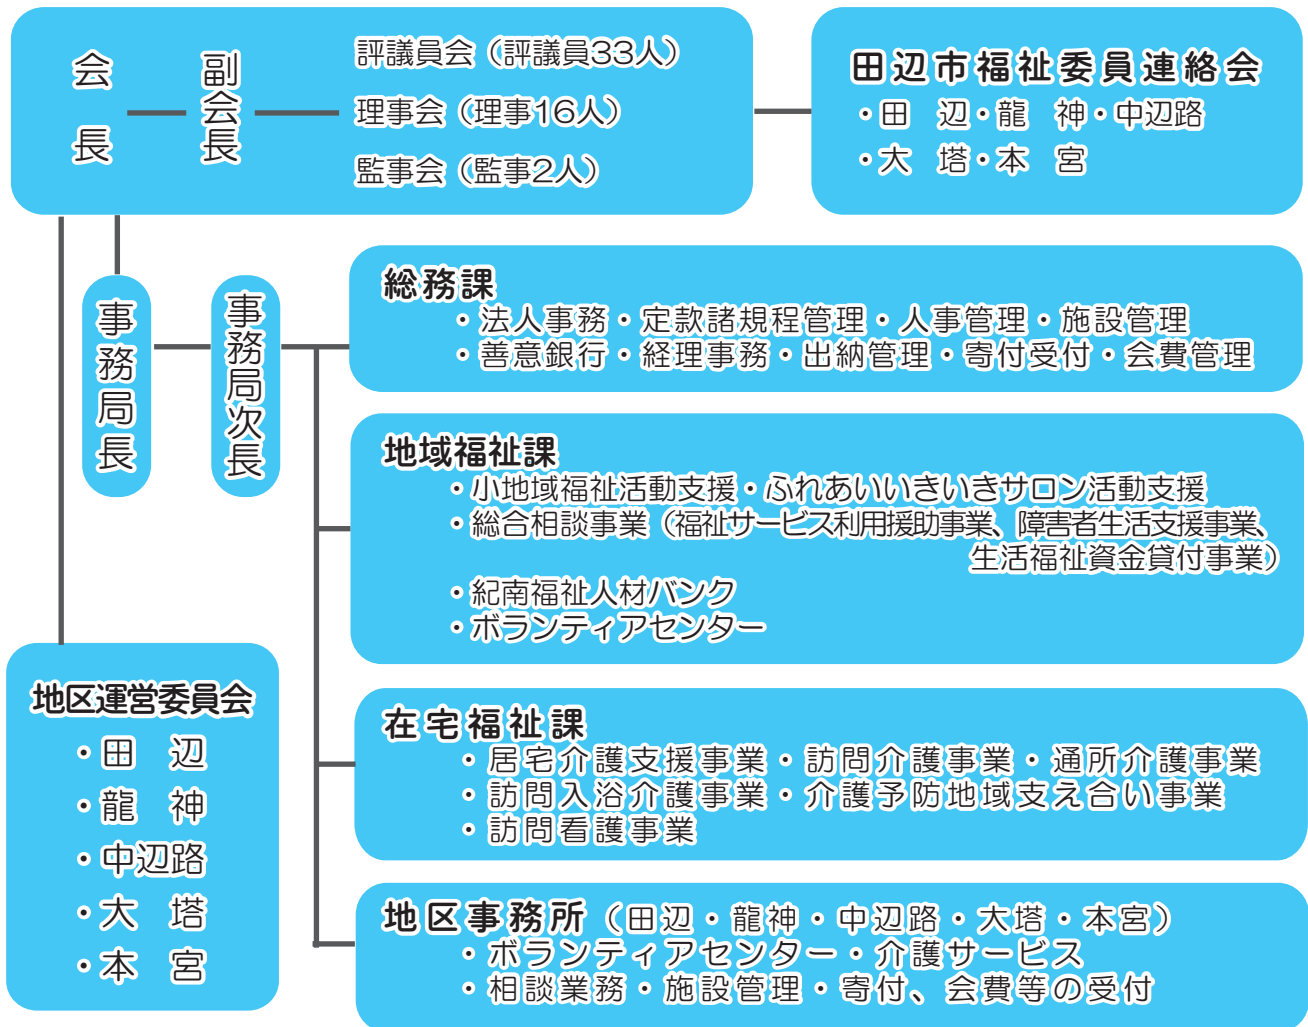 会長
副会長
評議員会（評議員33人）
理事会（理事16人）
監事会（監事2人）
田辺市福祉委員連絡会
・田　辺・龍　神・中辺路
・大　塔・本　宮
事務局長
事務局次長
総務課
・法人事務・定款諸規程管理・人事管理・施設管理
・善意銀行・経理事務・出納管理・寄付受付・会費管理
地域福祉課
・小地域福祉活動支援・ふれあいいきいきサロン活動支援
・総合相談事業（福祉サービス利用援助事業、障害者生活支援事業、
生活福祉資金貸付事業）
・紀南福祉人材バンク
・ボランティアセンター
地区運営委員会
・田　辺
・龍　神
・中辺路
・大　塔
・本　宮
在宅福祉課
・居宅介護支援事業・訪問介護事業・通所介護事業
・訪問入浴介護事業・介護予防地域支え合い事業
・訪問看護事業
地区事務所（田辺・龍神・中辺路・大塔・本宮）
・ボランティアセンター・介護サービス
・相談業務・施設管理・寄付、会費等の受付